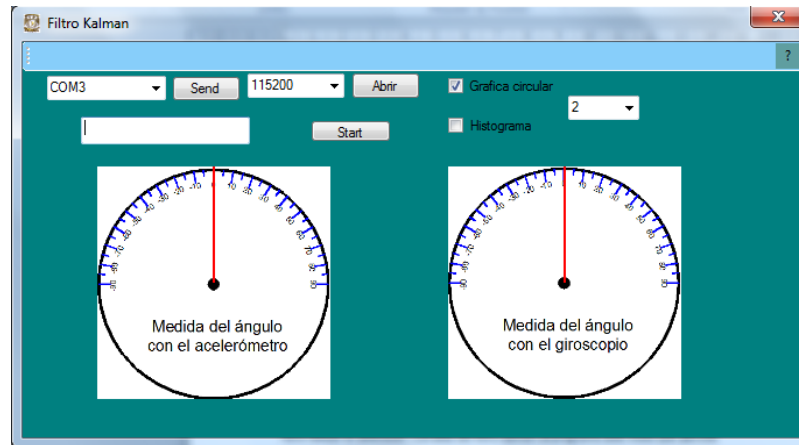 Filtro Kalman
?
COM3 Send 115200 Abrir Grafica circular
2
Start Histograma
Medida del ángulo
con el acelerómetro
Medida del ángulo
con el giroscopio